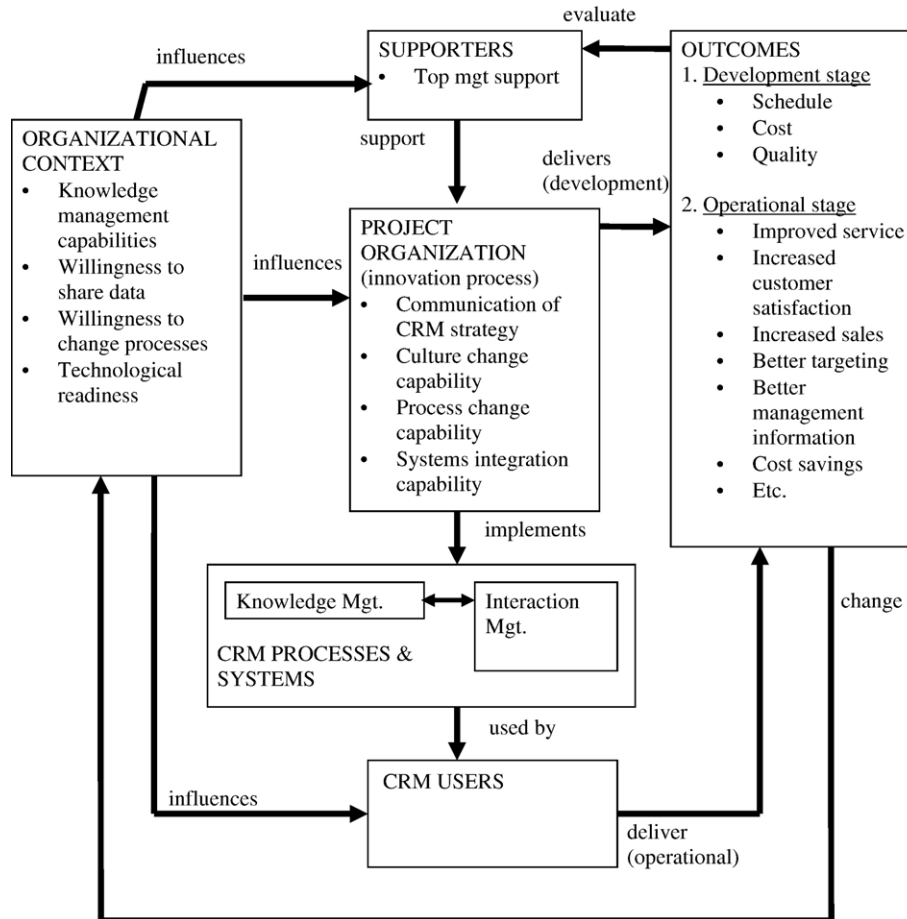 evaluate
influences
SUPPORTERS
• Top mgt support
OUTCOMES
1. Development stage
• Schedule
• Cost
• Quality
2. Operational stage
• Improved service
• Increased
customer
satisfaction
• Increased sales
• Better targeting
• Better
management
information
• Cost savings
• Etc.
ORGANIZATIONAL
CONTEXT
• Knowledge
management
capabilities
• Willingness to
share data
• Willingness to
change processes
• Technological
readiness
support
delivers
(development)
influences
PROJECT
ORGANIZATION
(innovation process)
• Communication of
CRM strategy
• Culture change
capability
• Process change
capability
• Systems integration
capability
implements
Knowledge Mgt.
Interaction
Mgt.
CRM PROCESSES &
SYSTEMS
change
used by
CRM USERS
influences
deliver
(operational)